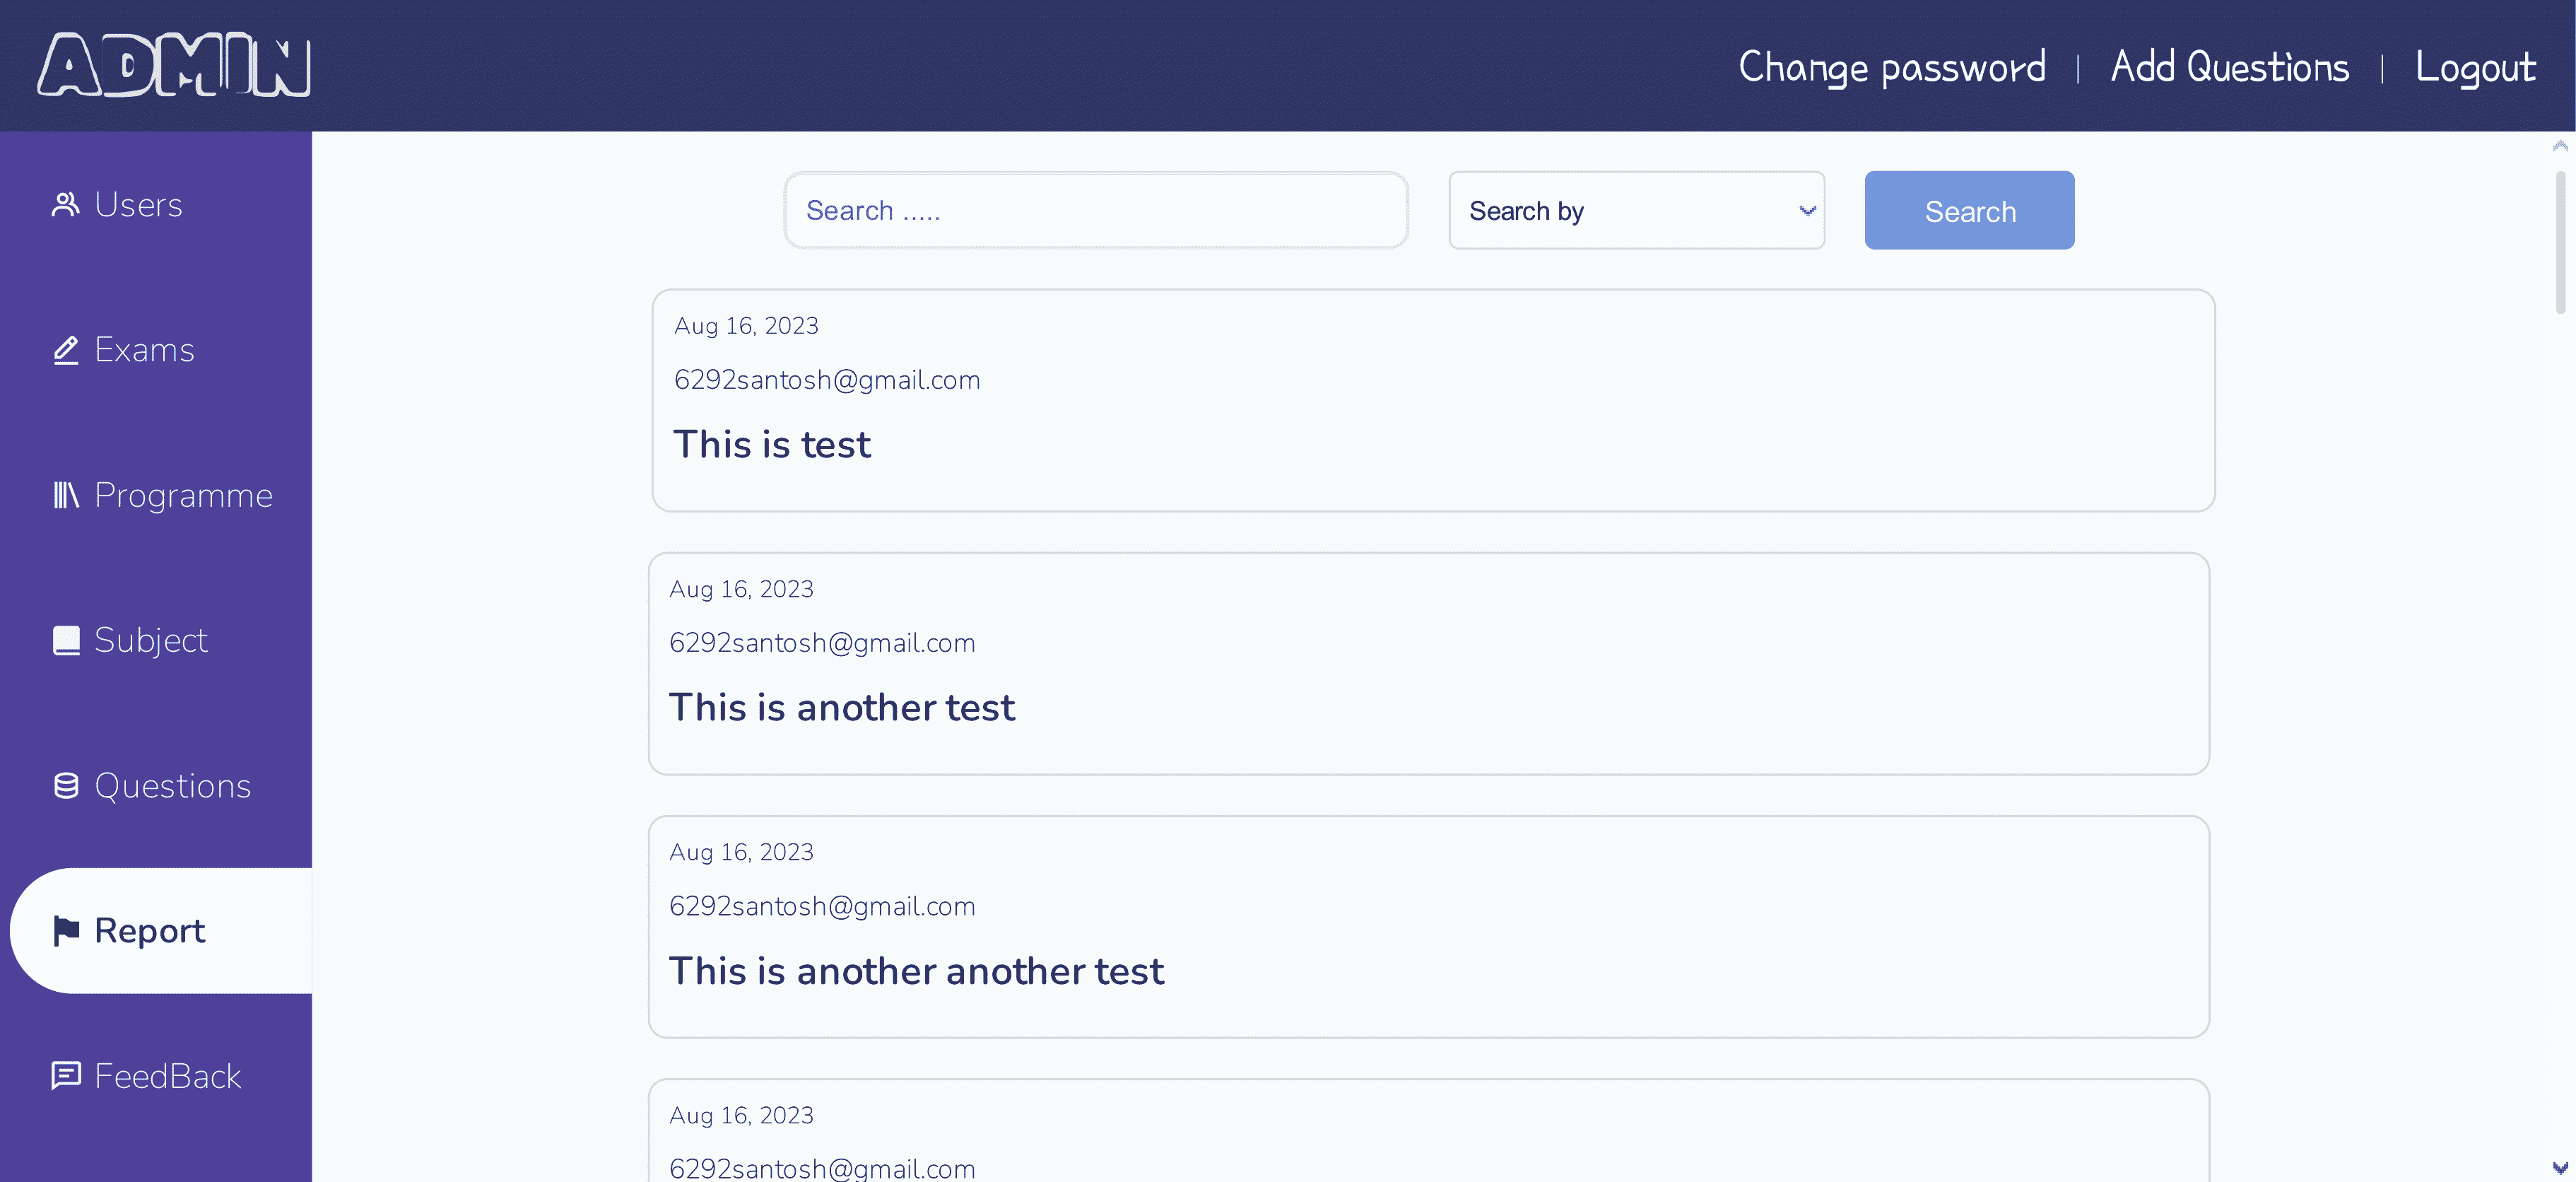 ADMIN
Change password | Add Questions | Logout
Users
Exams
Programme
Subject
Questions
Report
FeedBack
Search .....
Search by
Search
Aug 16, 2023
6292santosh@gmail.com
This is test
Aug 16, 2023
6292santosh@gmail.com
This is another test
Aug 16, 2023
6292santosh@gmail.com
This is another another test
Aug 16, 2023
6292santosh@gmail.com